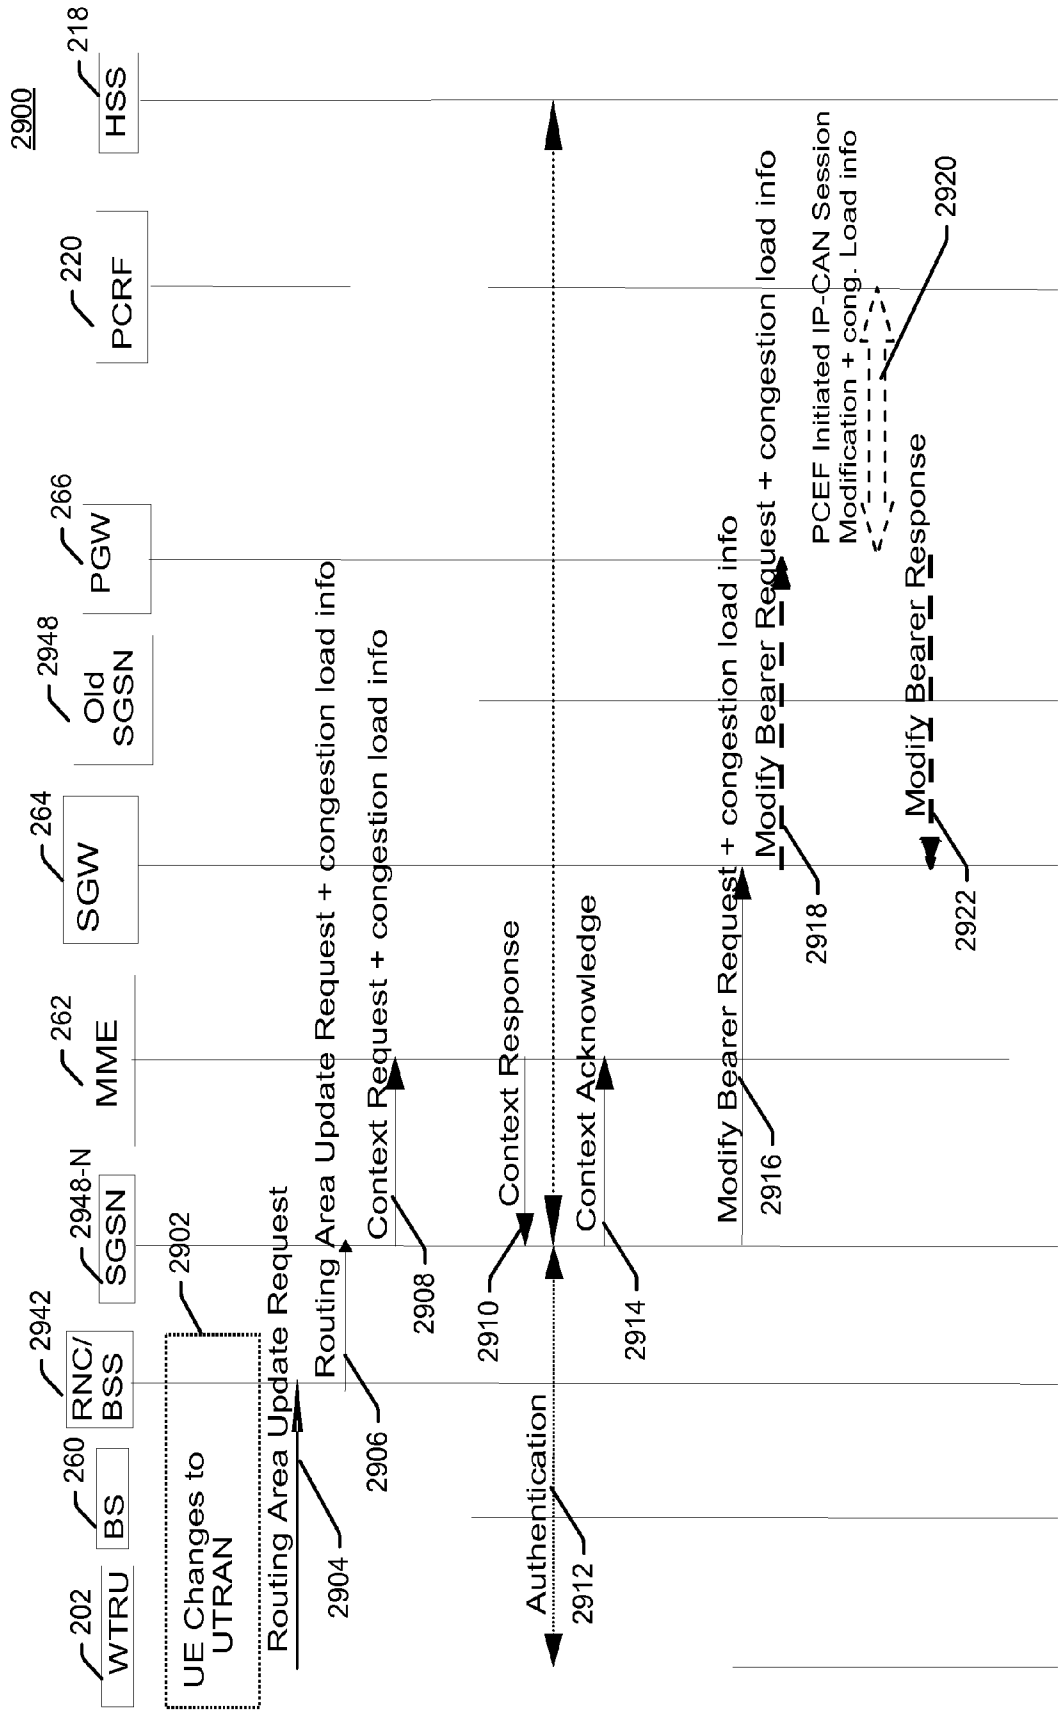 2900
202
WTRU
260
BS
2942
RNC/
BSS
2948-N
SGSN
262
MME
264
SGW
2948
Old
SGSN
266
PGW
220
PCRF
218
HSS
UE Changes to
UTRAN
2902
Routing Area Update Request
2904
Routing Area Update Request + congestion load info
2906
Context Request + congestion load info
2908
Context Response
2910
Authentication
2912
Context Acknowledge
2914
Modify Bearer Request + congestion load info
2916
Modify Bearer Request + congestion load info
2918
PCEF Initiated IP-CAN Session
Modification + cong. Load info
2920
Modify Bearer Response
2922